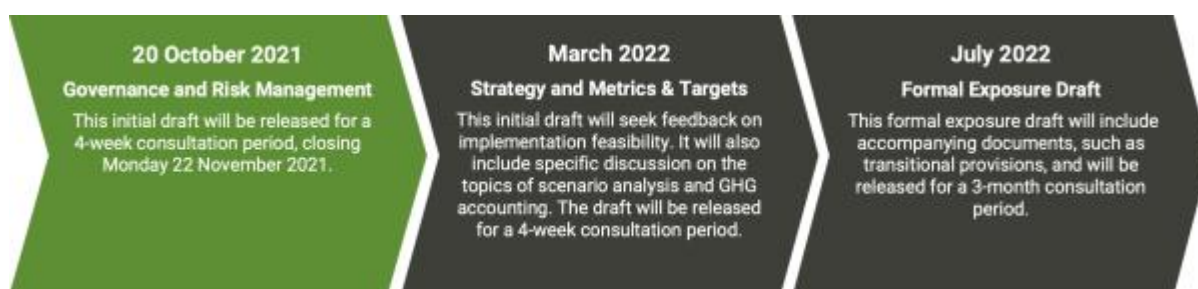 20 October 2021
Governance and Risk Management
This initial draft will be released for a
4-week consultation period, closing
Monday 22 November 2021.
March 2022
Strategy and Metrics & Targets
This initial draft will seek feedback on
implementation feasibility. It will also
include specific discussion on the
topics of scenario analysis and GHG
accounting. The draft will be released
for a 4-week consultation period.
July 2022
Formal Exposure Draft
This formal exposure draft will include
accompanying documents, such as
transitional provisions, and will be
released for a 3-month consultation
period.